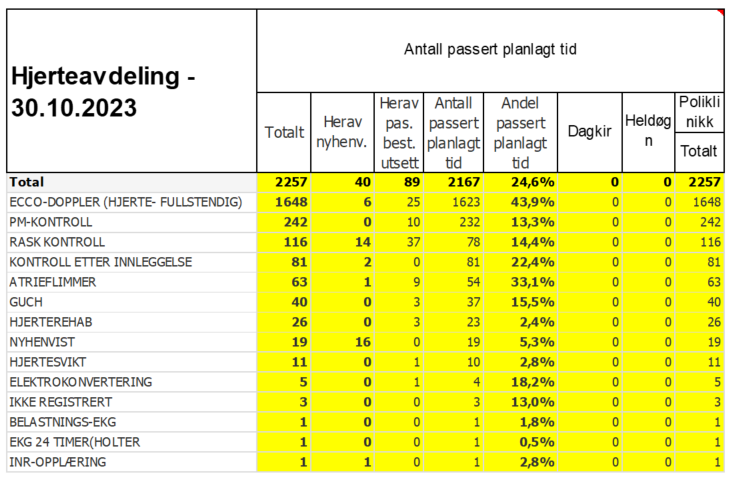 Hjerteavdeling - 30.10.2023
Antall passert planlagt tid
Totalt Herav nyhenv. Herav pas. best. utsett Antall passert planlagt tid Andel passert planlagt tid Dagkir Heldøgn Poliklinikk Totalt
Total 2257 40 89 2167 24,6% 0 0 2257
ECCO-DOPPLER (HJERTE- FULLSTENDIG) 1648 6 25 1623 43,9% 0 0 1648
PM-KONTROLL 242 0 10 232 13,3% 0 0 242
RASK KONTROLL 116 14 37 78 14,4% 0 0 116
KONTROLL ETTER INNLEGGELSE 81 2 0 81 22,4% 0 0 81
ATRIEFLIMMER 63 1 9 54 33,1% 0 0 63
GUCH 40 0 3 37 15,5% 0 0 40
HJERTEREHAB 26 0 3 23 2,4% 0 0 26
NYHENVIST 19 16 0 19 5,3% 0 0 19
HJERTESVIKT 11 0 1 10 2,8% 0 0 11
ELEKTROKONVERTERING 5 0 1 4 18,2% 0 0 5
IKKE REGISTRERT 3 0 0 3 13,0% 0 0 3
BELASTNINGS-EKG 1 0 0 1 1,8% 0 0 1
EKG 24 TIMER(HOLTER 1 0 0 1 0,5% 0 0 1
INR-OPPLÆRING 1 1 0 1 2,8% 0 0 1